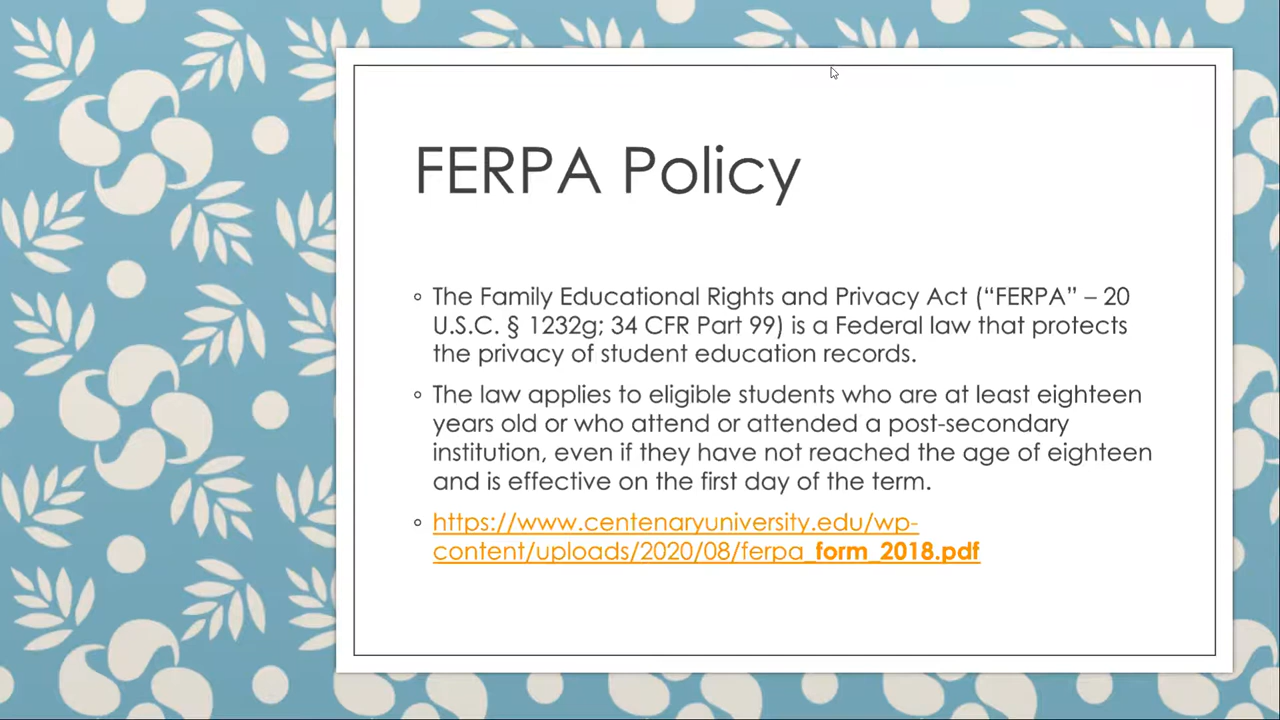 FERPA Policy
◦ The Family Educational Rights and Privacy Act (“FERPA” – 20
U.S.C. § 1232g; 34 CFR Part 99) is a Federal law that protects
the privacy of student education records.
◦ The law applies to eligible students who are at least eighteen
years old or who attend or attended a post-secondary
institution, even if they have not reached the age of eighteen
and is effective on the first day of the term.
◦ https://www.centenaryuniversity.edu/wp-
content/uploads/2020/08/ferpa_form_2018.pdf